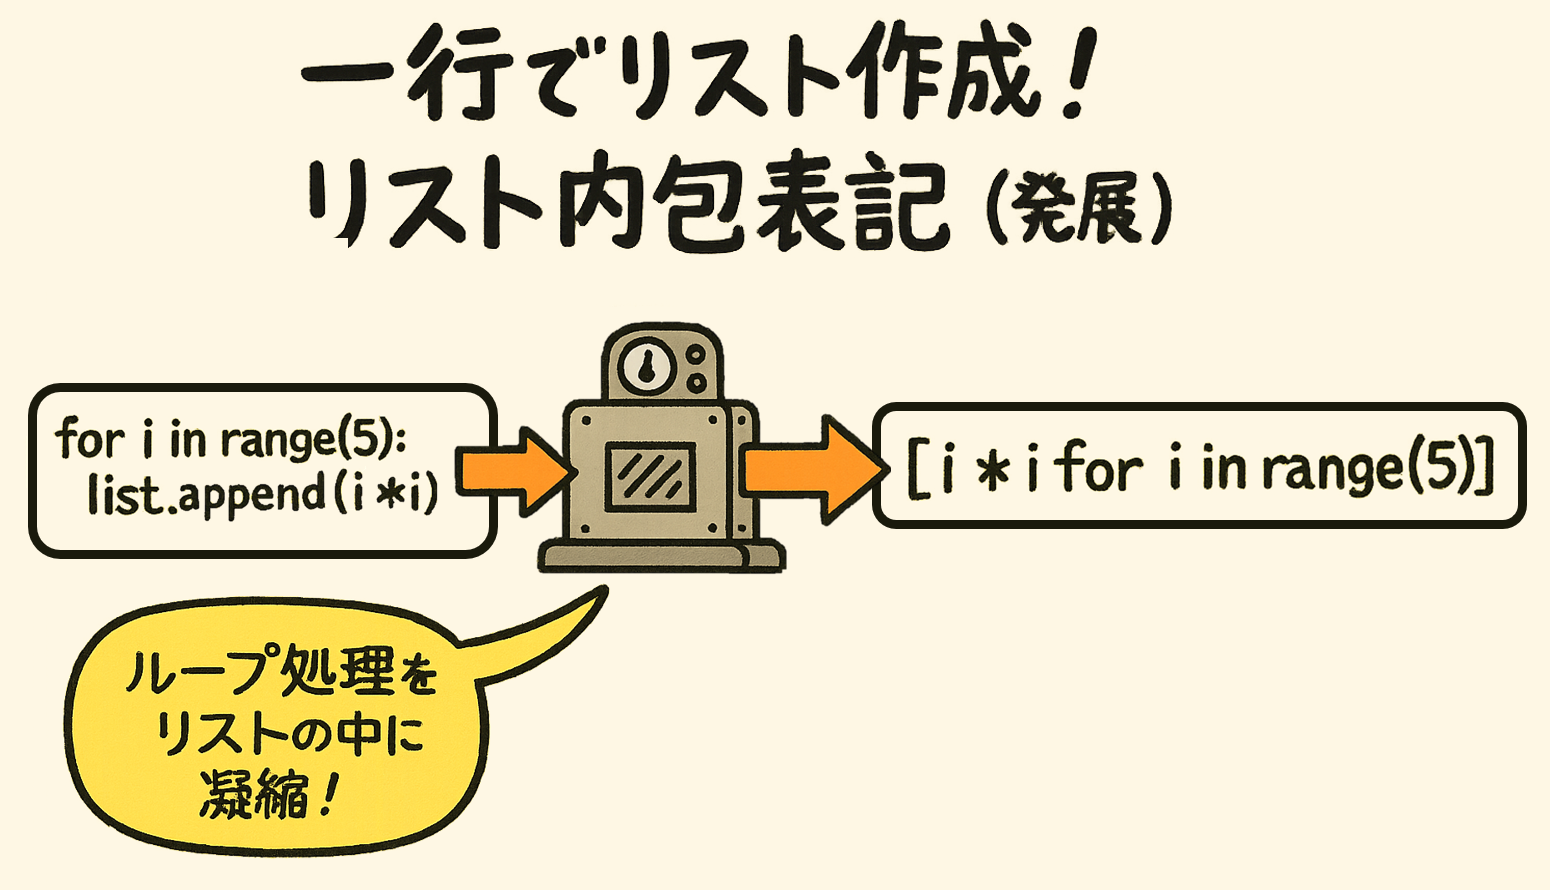 一行でリスト作成！
リスト内包表記（発展）
for i in range(5):
list.append(i *i)
[i * i for i in range(5)]
ループ処理を
リストの中に
凝縮！